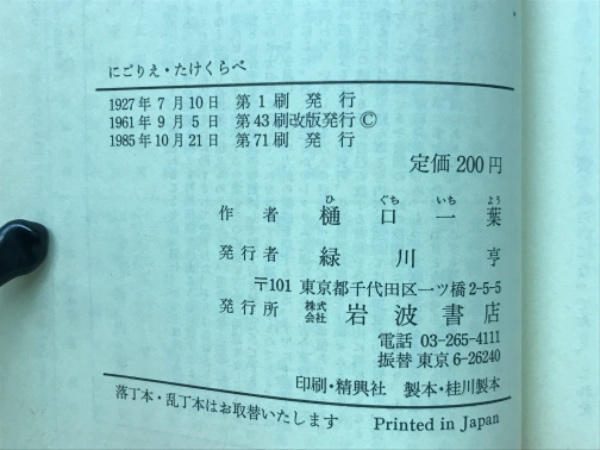 にごりえ・たけくらべ
1927年7月10日 第1刷発行
1961年9月5日 第43刷改版発行©
1985年10月21日 第71刷発行
定価200円
ひ ぐち いち よう
作者 樋口一葉
発行者 緑川亨
〒101 東京都千代田区一ツ橋2-5-5
発行所 株式会社 岩波書店
電話 03-265-4111
振替 東京6-26240
印刷・精興社 製本・桂川製本
落丁本・乱丁本はお取替いたします Printed in Japan